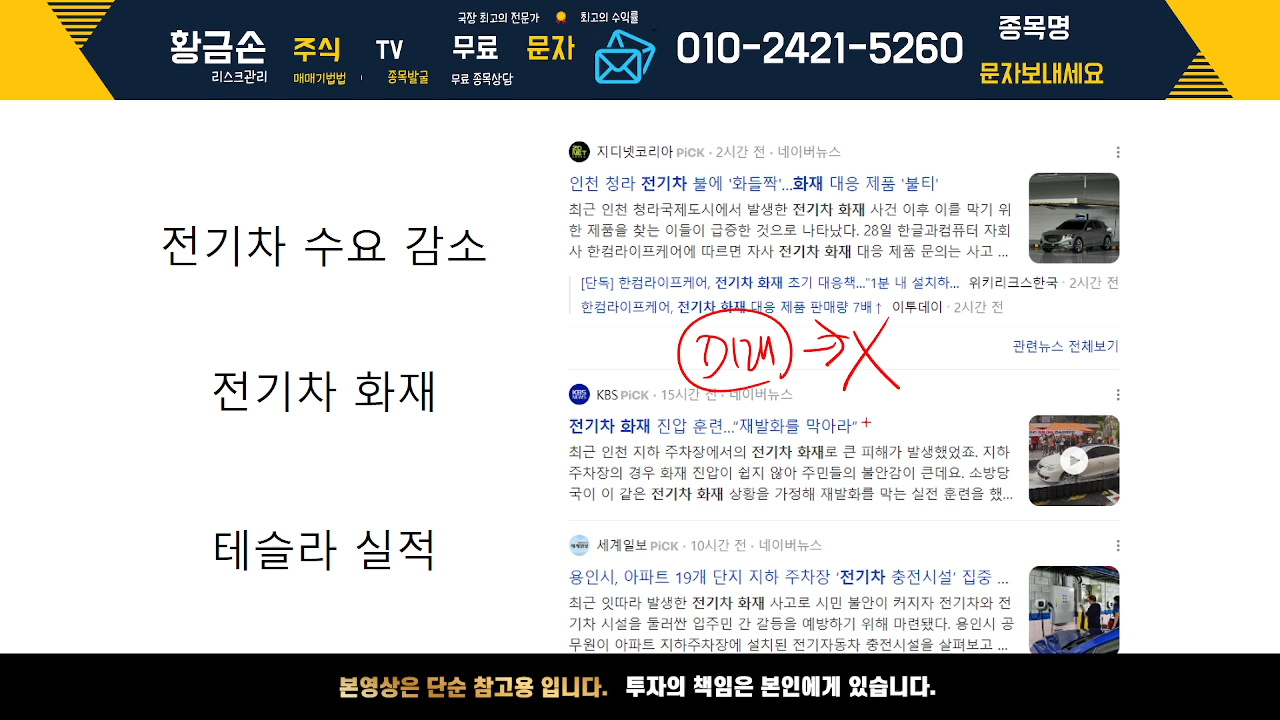 국장 최고의 전문가 최고의 수익률
황금손 주식 TV 무료 문자 010-2421-5260 종목명
리스크관리 매매기법법 종목발굴 무료 종목상담 문자보내세요
전기차 수요 감소
전기차 화재
테슬라 실적
지디넷코리아 PiCK · 2시간 전 · 네이버뉴스
인천 청라 전기차 불에 '화들짝'...화재 대응 제품 '불티'
최근 인천 청라국제도시에서 발생한 전기차 화재 사건 이후 이를 막기 위
한 제품을 찾는 이들이 급증한 것으로 나타났다. 28일 한글과컴퓨터 자회
사 한컴라이프케어에 따르면 자사 전기차 화재 대응 제품 문의는 사고 ...
[단독] 한컴라이프케어, 전기차 화재 초기 대응책..."1분 내 설치하... 위키리크스한국 · 2시간 전
한컴라이프케어, 전기차 화재 대응 제품 판매량 7배↑ 이투데이 · 2시간 전
미래 → X
관련뉴스 전체보기
KBS PiCK · 15시간 전 · 네이버뉴스
전기차 화재 진압 훈련..."재발화를 막아라"
최근 인천 지하 주차장에서의 전기차 화재로 큰 피해가 발생했었죠. 지하
주차장의 경우 화재 진압이 쉽지 않아 주민들의 불안감이 큰데요. 소방당
국이 이 같은 전기차 화재 상황을 가정해 재발화를 막는 실전 훈련을 했...
세계일보 PiCK · 10시간 전 · 네이버뉴스
용인시, 아파트 19개 단지 지하 주차장 '전기차 충전시설' 집중 ...
최근 잇따라 발생한 전기차 화재 사고로 시민 불안이 커지자 전기차와 전
기차 시설을 둘러싼 입주민 간 갈등을 예방하기 위해 마련됐다. 용인시 공
무원이 아파트 지하주차장에 설치된 전기자동차 충전시설을 살펴보고 ...
본영상은 단순 참고용 입니다. 투자의 책임은 본인에게 있습니다.